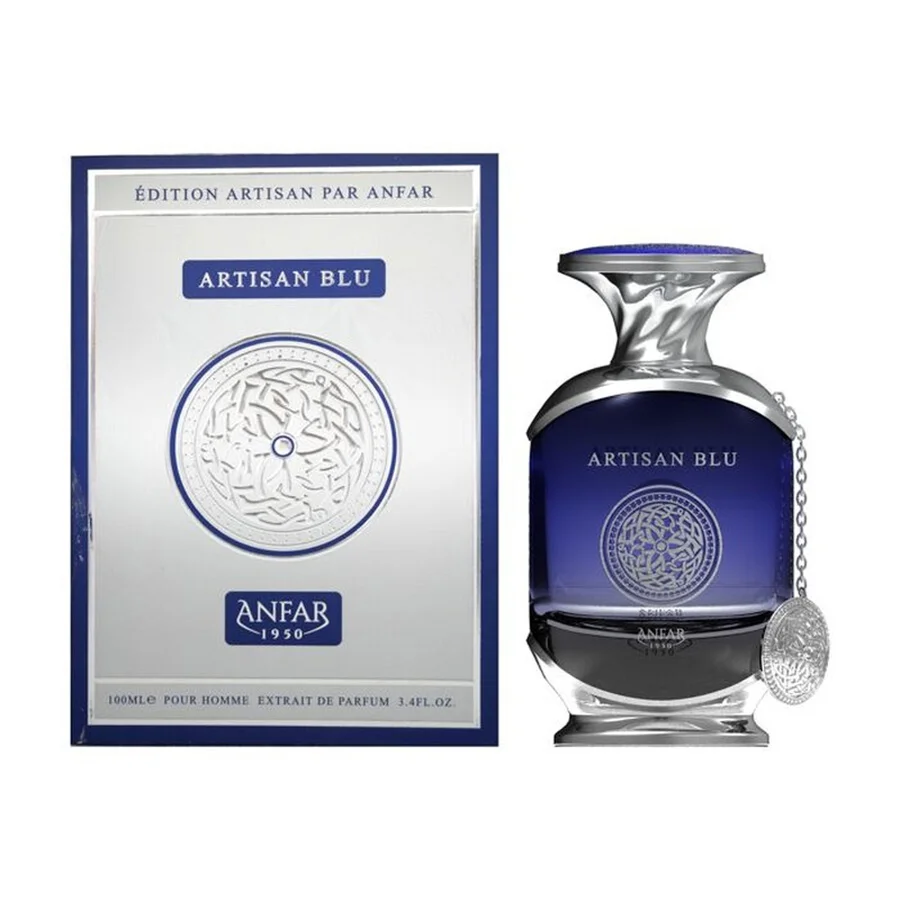 ÉDITION ARTISAN PAR ANFAR
ARTISAN BLU
ANFAR
1950
100ML℮ POUR HOMME EXTRAIT DE PARFUM 3.4FL.OZ.
ARTISAN BLU
ANFAR
1950